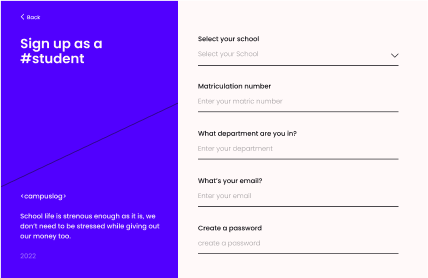 Back
Sign up as a
#student
<campuslog>
School life is strenous enough as it is, we
don't need to be stressed while giving out
our money too.
2022
Select your school
Select your School
Matriculation number
Enter your matric number
What department are you in?
Enter your department
What's your email?
Enter your email
Create a password
create a password